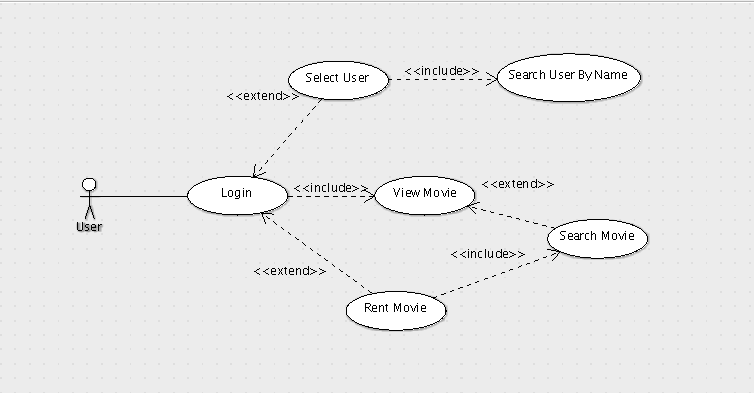 Select User
<<include>>
Search User By Name
<<extend>>
Login
<<include>>
View Movie
<<extend>>
User
Search Movie
<<include>>
<<extend>>
Rent Movie